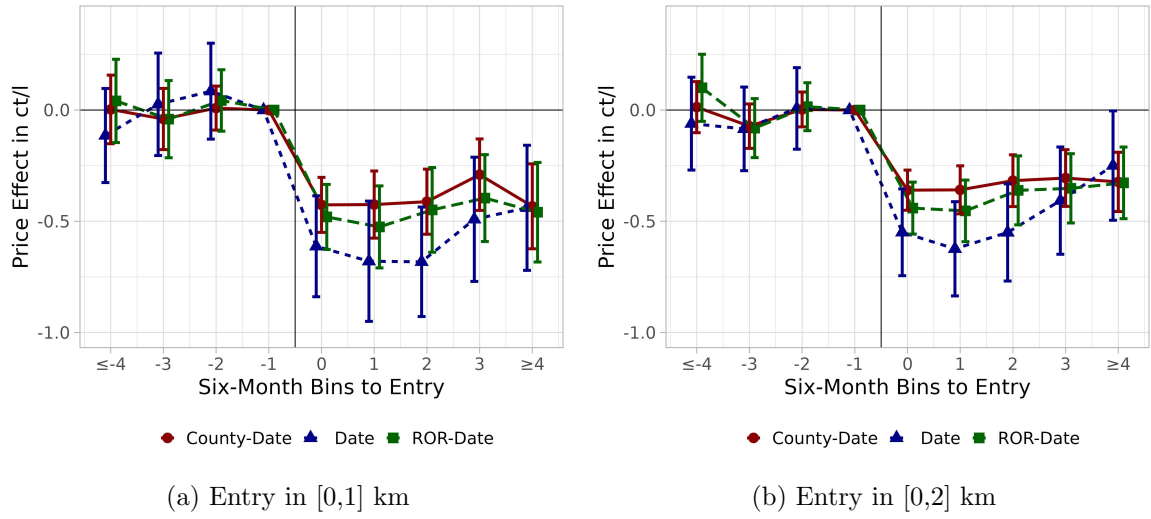 Price Effect in ct/l
0.0
-0.5
-1.0
≤-4 -3 -2 -1 0 1 2 3 ≥4
Six-Month Bins to Entry
County-Date Date ROR-Date
(a) Entry in [0,1] km
Price Effect in ct/l
0.0
-0.5
-1.0
≤-4 -3 -2 -1 0 1 2 3 ≥4
Six-Month Bins to Entry
County-Date Date ROR-Date
(b) Entry in [0,2] km